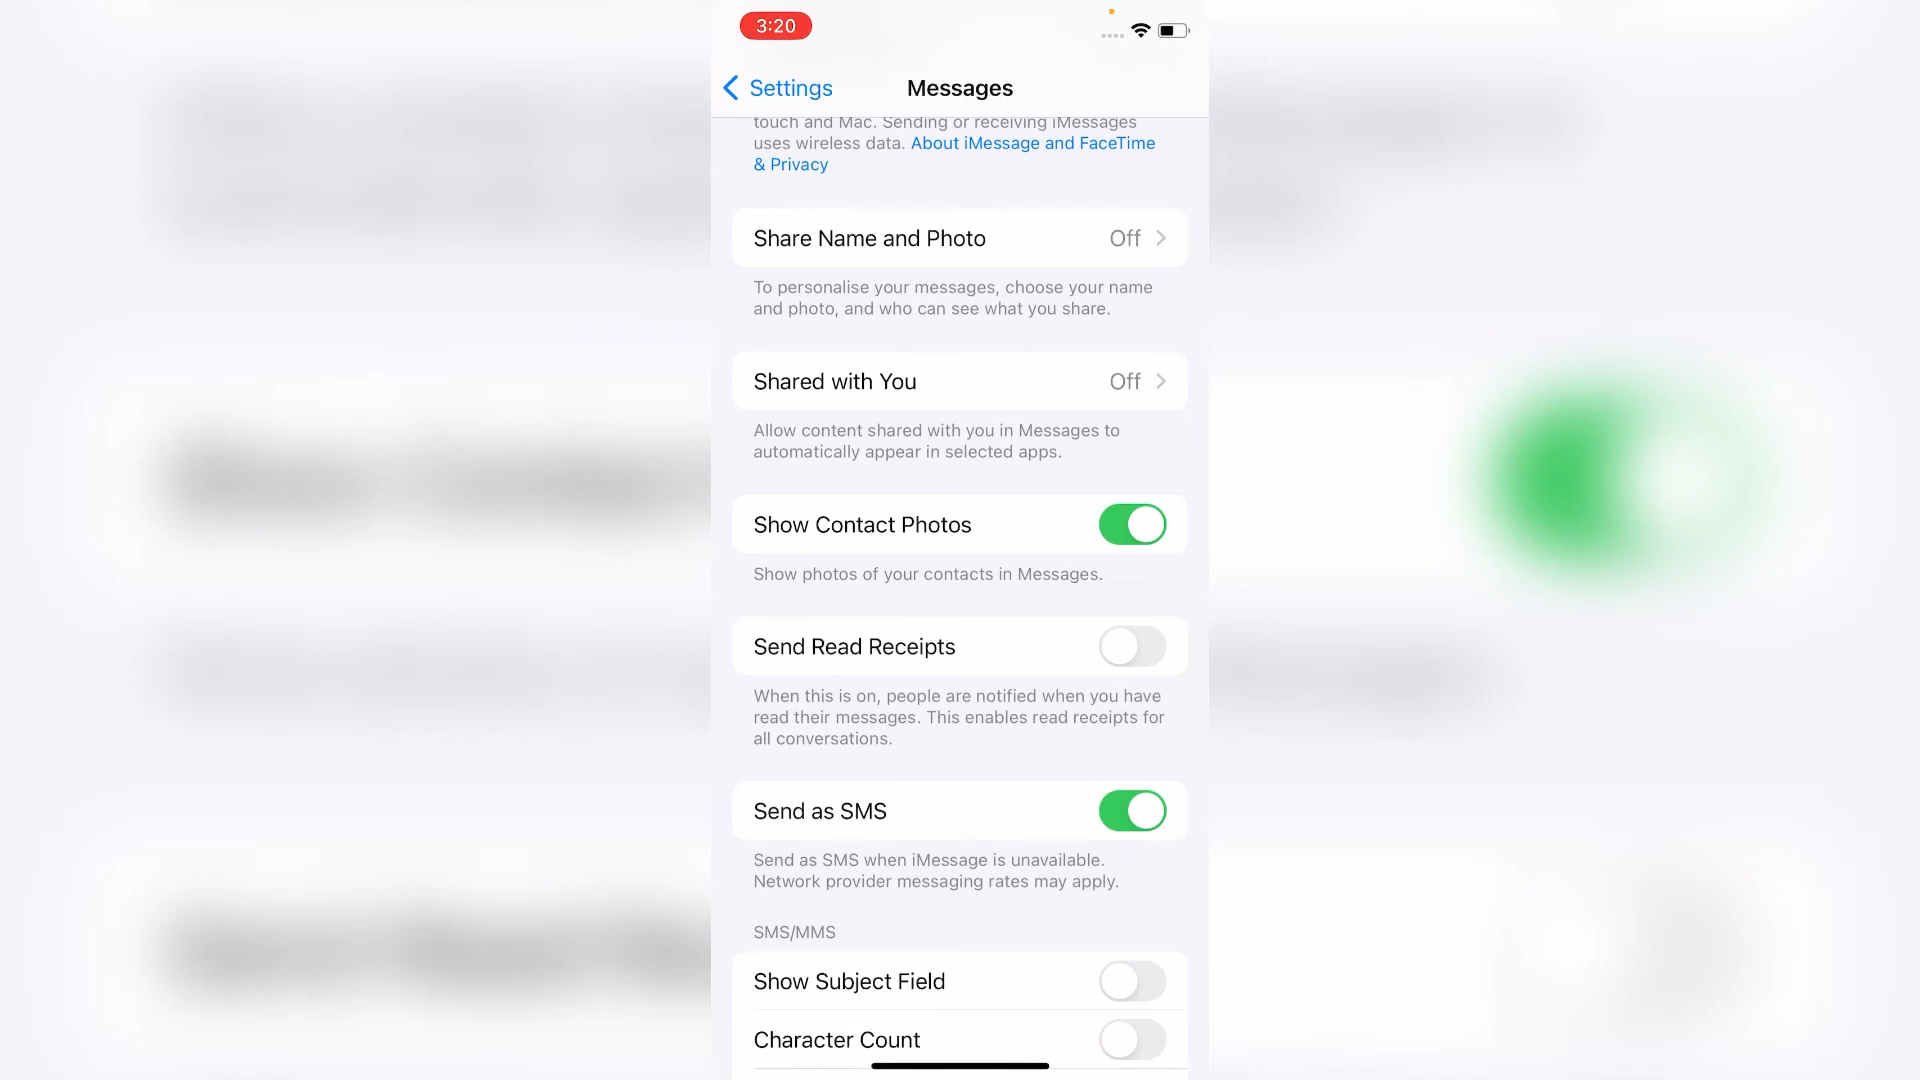 3:20
Settings
Messages
touch and Mac. Sending or receiving iMessages
uses wireless data. About iMessage and FaceTime
& Privacy
Share Name and Photo Off
To personalise your messages, choose your name
and photo, and who can see what you share.
Shared with You Off
Allow content shared with you in Messages to
automatically appear in selected apps.
Show Contact Photos
Show photos of your contacts in Messages.
Send Read Receipts
When this is on, people are notified when you have
read their messages. This enables read receipts for
all conversations.
Send as SMS
Send as SMS when iMessage is unavailable.
Network provider messaging rates may apply.
SMS/MMS
Show Subject Field
Character Count